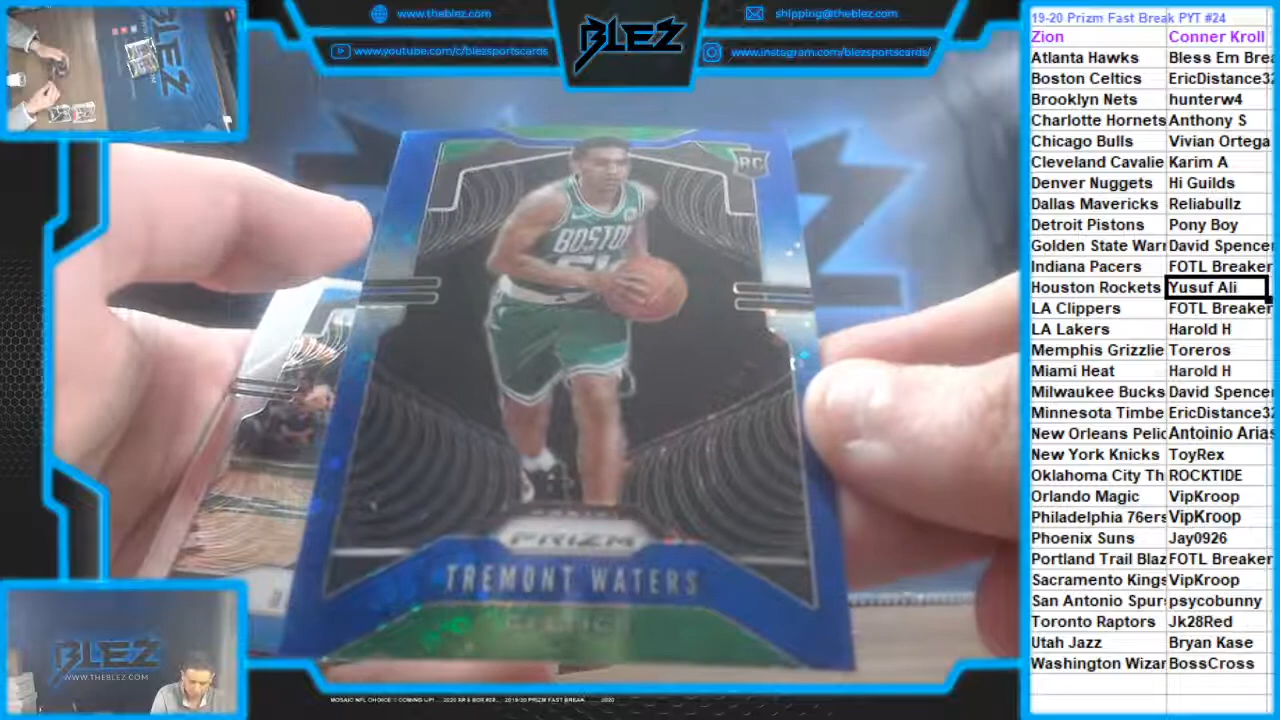 www.theblez.com
shipping@theblez.com
www.youtube.com/c/blezsportscards
www.instagram.com/blezsportscards/
BLEZ
RC
BOSTON
PRIZM
TREMONT WATERS
BLEZ
WWW.THEBLEZ.COM
19-20 Prizm Fast Break PYT #24
Zion Conner Kroll
Atlanta Hawks Bless Em Brea
Boston Celtics EricDistance32
Brooklyn Nets hunterw4
Charlotte Hornets Anthony S
Chicago Bulls Vivian Ortega
Cleveland Cavalie Karim A
Denver Nuggets Hi Guilds
Dallas Mavericks Reliabullz
Detroit Pistons Pony Boy
Golden State Warr David Spencer
Indiana Pacers FOTL Breaker
Houston Rockets Yusuf Ali
LA Clippers FOTL Breaker
LA Lakers Harold H
Memphis Grizzlie Toreros
Miami Heat Harold H
Milwaukee Bucks David Spencer
Minnesota Timbe EricDistance32
New Orleans Pelic Antoinio Arias
New York Knicks ToyRex
Oklahoma City Th ROCKTIDE
Orlando Magic VipKroop
Philadelphia 76ers VipKroop
Phoenix Suns Jay0926
Portland Trail Blaz FOTL Breaker
Sacramento Kings VipKroop
San Antonio Spur psycobunny
Toronto Raptors Jk28Red
Utah Jazz Bryan Kase
Washington Wizar BossCross